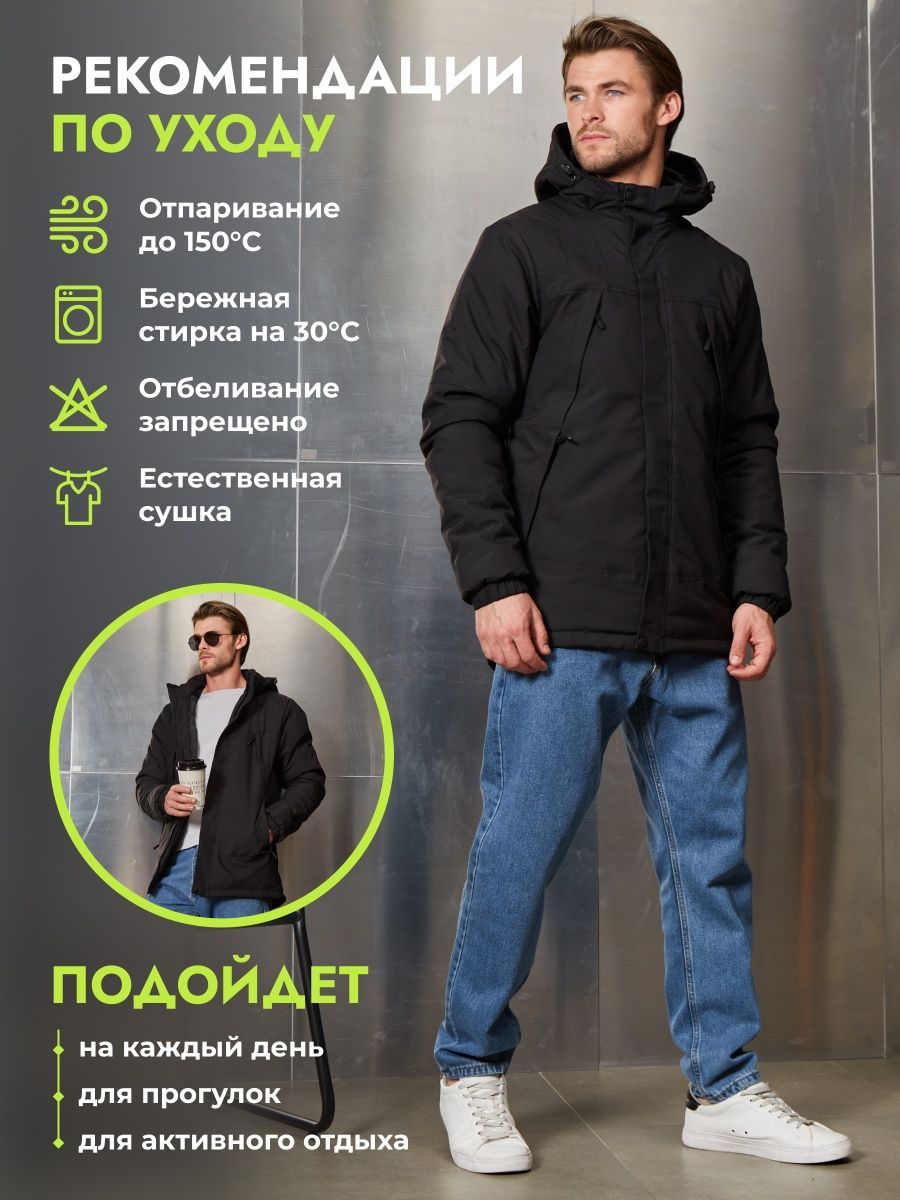 РЕКОМЕНДАЦИИ
ПО УХОДУ
Отпаривание
до 150°С
Бережная
стирка на 30°С
Отбеливание
запрещено
Естественная
сушка
ПОДОЙДЕТ
на каждый день
для прогулок
для активного отдыха